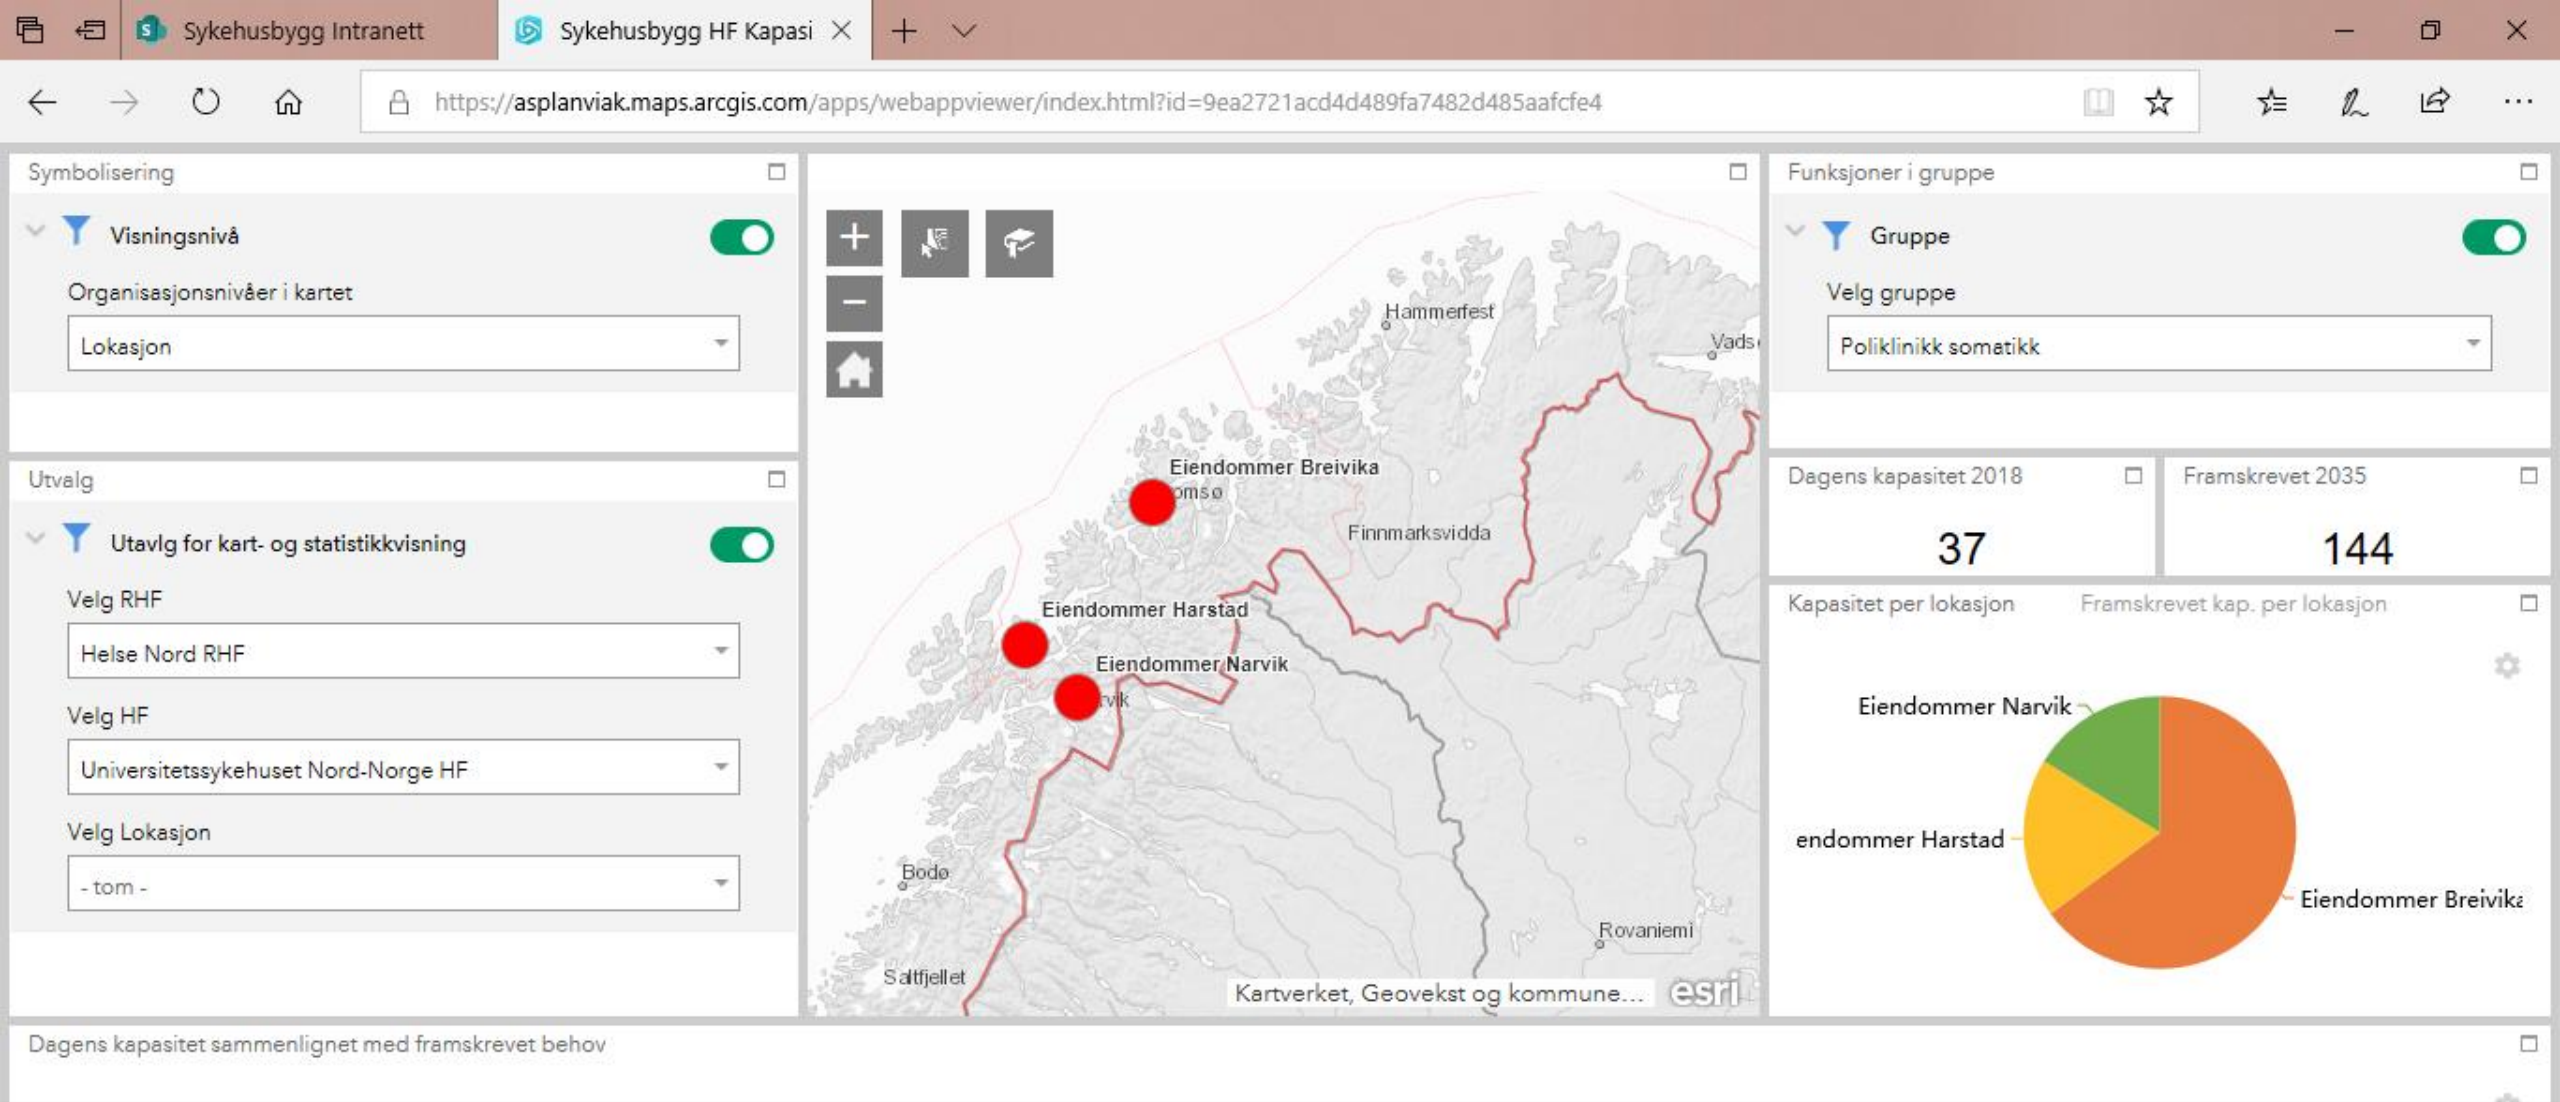 Sykehusbygg Intranett
Sykehusbygg HF Kapasi
https://asplanviak.maps.arcgis.com/apps/webappviewer/index.html?id=9ea2721acd4d489fa7482d485aafcfe4
Symbolisering
Visningsnivå
Organisasjonsnivåer i kartet
Lokasjon
Utvalg
Utavlg for kart- og statistikkvisning
Velg RHF
Helse Nord RHF
Velg HF
Universitetssykehuset Nord-Norge HF
Velg Lokasjon
- tom -
Hammerfest
Vads
Eiendommer Breivika
omsø
Finnmarksvidda
Eiendommer Harstad
Eiendommer Narvik
rvik
Bodø
Rovaniemi
Saltfjellet
Kartverket, Geovekst og kommune...
esri
Funksjoner i gruppe
Gruppe
Velg gruppe
Poliklinikk somatikk
Dagens kapasitet 2018
37
Framskrevet 2035
144
Kapasitet per lokasjon
Framskrevet kap. per lokasjon
Eiendommer Narvik
endommer Harstad
Eiendommer Breivika
Dagens kapasitet sammenlignet med framskrevet behov